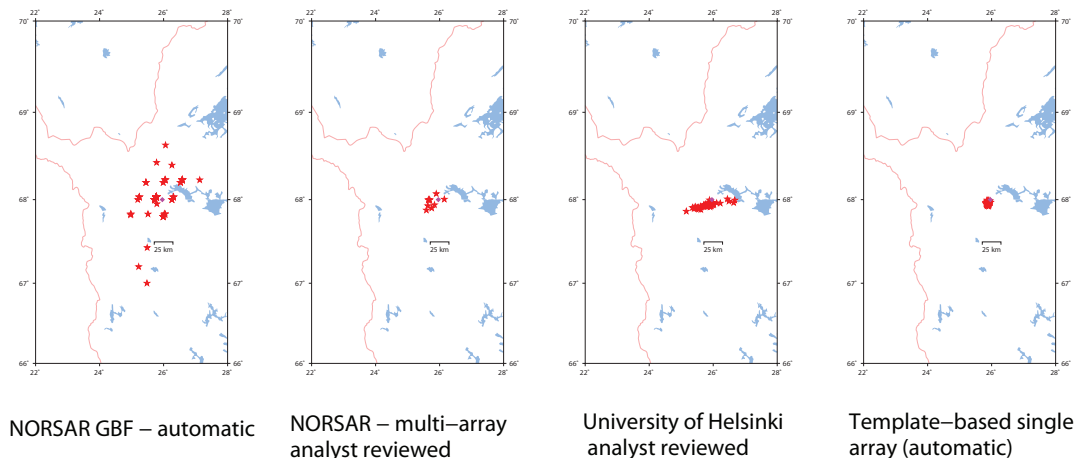 22˚ 24˚ 26˚ 28˚
70˚ 70˚
69˚ 69˚
68˚ 68˚
25 km
67˚ 67˚
66˚ 66˚
22˚ 24˚ 26˚ 28˚
NORSAR GBF − automatic
22˚ 24˚ 26˚ 28˚
70˚ 70˚
69˚ 69˚
68˚ 68˚
25 km
67˚ 67˚
66˚ 66˚
22˚ 24˚ 26˚ 28˚
NORSAR − multi−array
analyst reviewed
22˚ 24˚ 26˚ 28˚
70˚ 70˚
69˚ 69˚
68˚ 68˚
25 km
67˚ 67˚
66˚ 66˚
22˚ 24˚ 26˚ 28˚
University of Helsinki
analyst reviewed
22˚ 24˚ 26˚ 28˚
70˚ 70˚
69˚ 69˚
68˚ 68˚
25 km
67˚ 67˚
66˚ 66˚
22˚ 24˚ 26˚ 28˚
Template−based single
array (automatic)